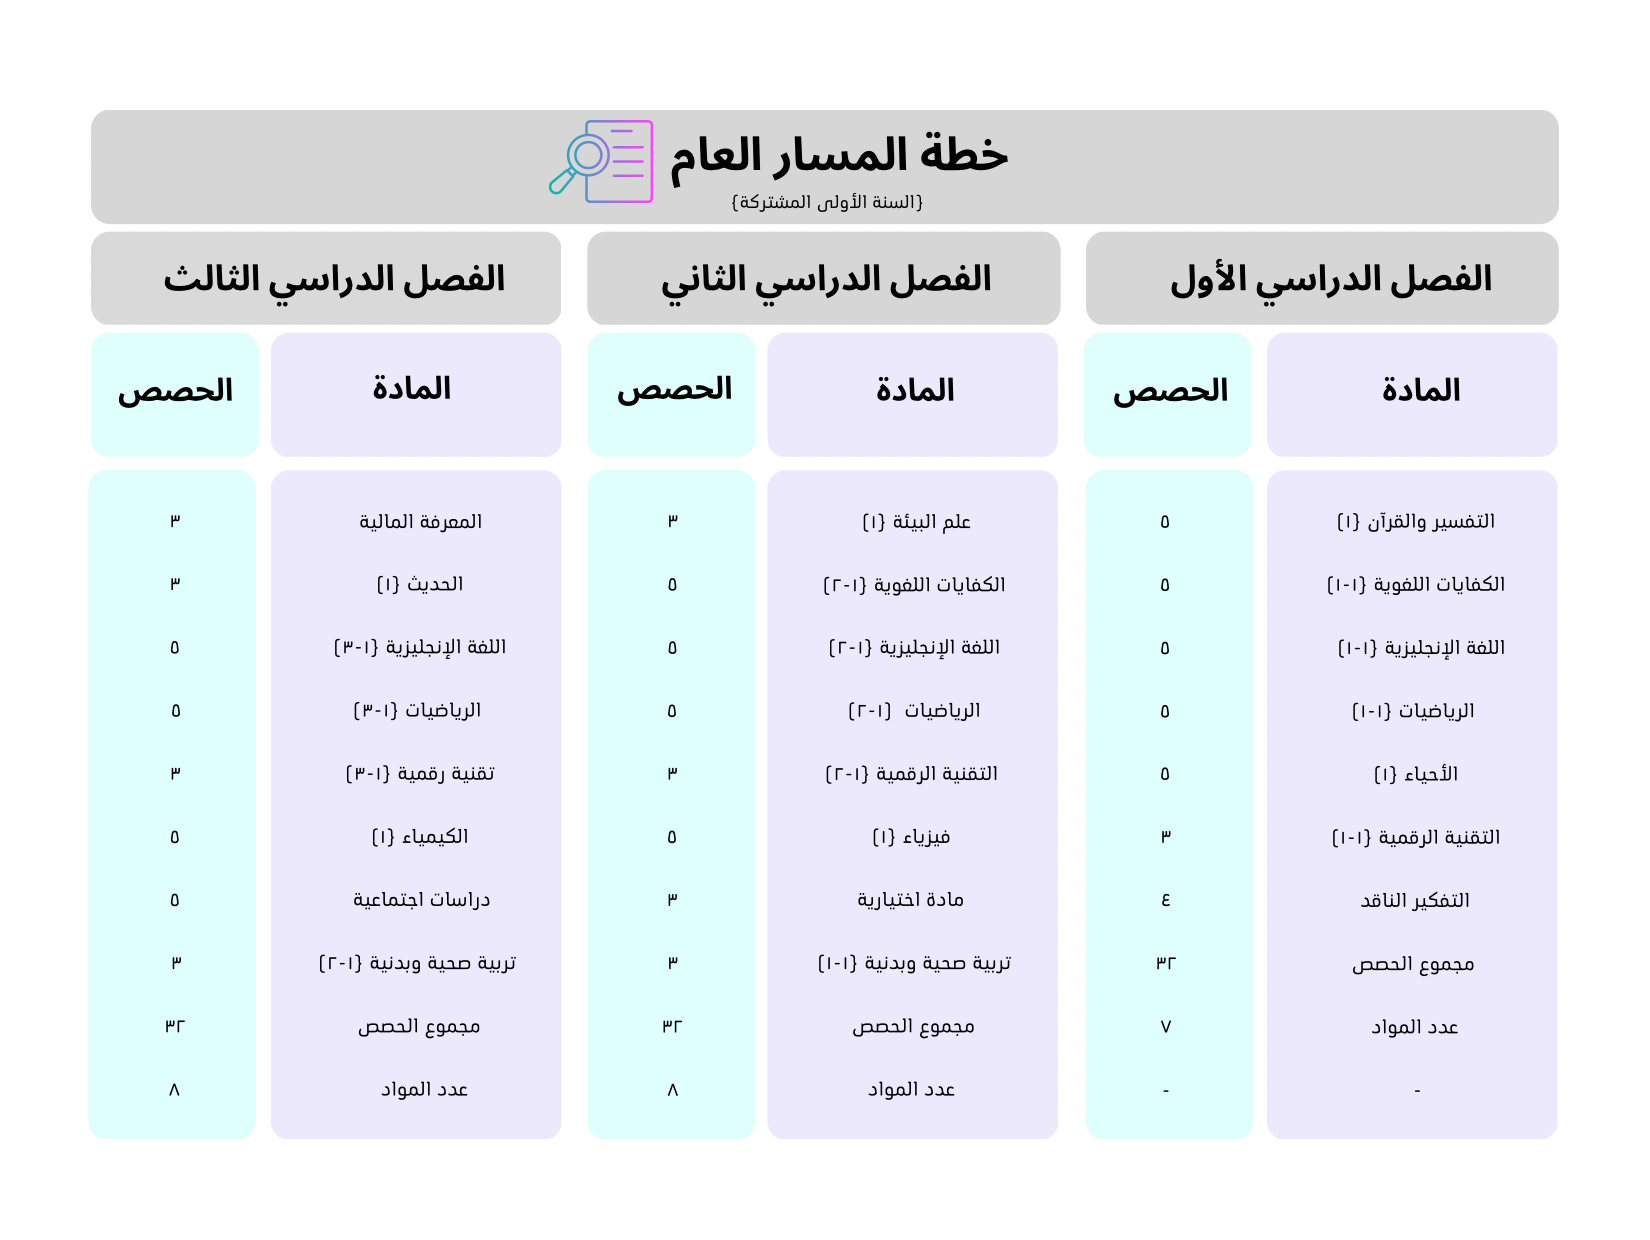 خطة المسار العام
{السنة الأولى المشتركة}
الفصل الدراسي الأول
المادة الحصص
التفسير والقرآن {١} ٥
الكفايات اللغوية {١-١} ٥
اللغة الإنجليزية {١-١} ٥
الرياضيات {١-١} ٥
الأحياء {١} ٥
التقنية الرقمية {١-١} ٣
التفكير الناقد ٤
مجموع الحصص ٣٢
عدد المواد ٧
- -
الفصل الدراسي الثاني
المادة الحصص
علم البيئة {١} ٣
الكفايات اللغوية {١-٢} ٥
اللغة الإنجليزية {١-٢} ٥
الرياضيات {١-٢} ٥
التقنية الرقمية {١-٢} ٣
فيزياء {١} ٥
مادة اختيارية ٣
تربية صحية وبدنية {١-١} ٣
مجموع الحصص ٣٢
عدد المواد ٨
الفصل الدراسي الثالث
المادة الحصص
المعرفة المالية ٣
الحديث {١} ٣
اللغة الإنجليزية {١-٣} ٥
الرياضيات {١-٣} ٥
تقنية رقمية {١-٣} ٣
الكيمياء {١} ٥
دراسات اجتماعية ٥
تربية صحية وبدنية {١-٢} ٣
مجموع الحصص ٣٢
عدد المواد ٨